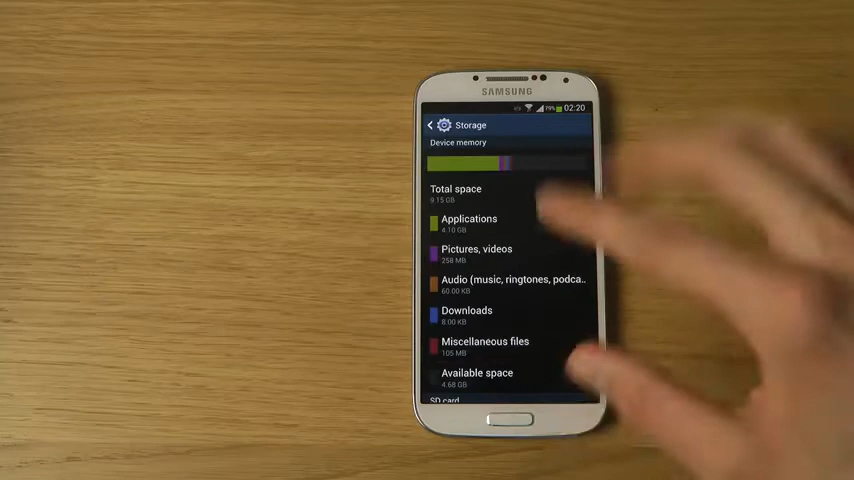 SAMSUNG
79% 02:20
Storage
Device memory
Total space
9.15 GB
Applications
4.10 GB
Pictures, videos
258 MB
Audio (music, ringtones, podca..
60.00 KB
Downloads
8.00 KB
Miscellaneous files
105 MB
Available space
4.68 GB
SD card